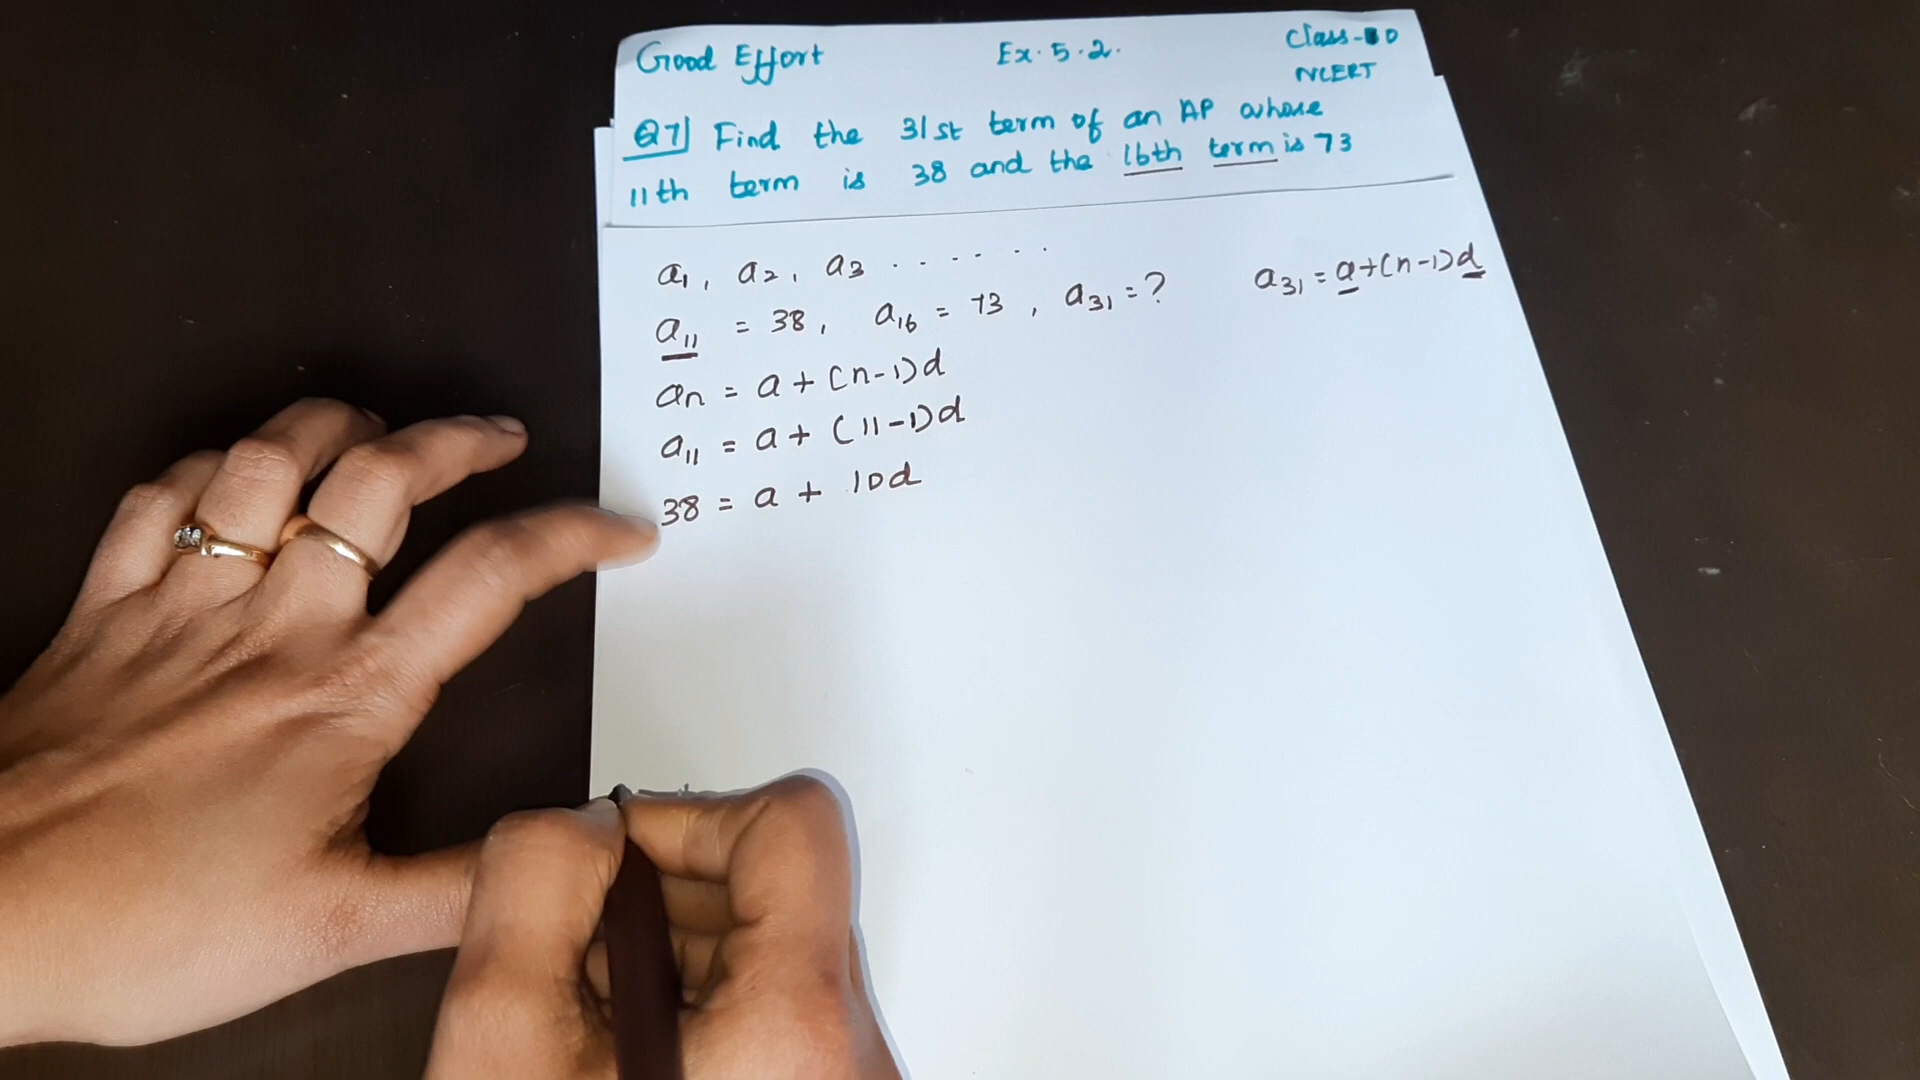 Good Effort Ex. 5.2. Class-10
NCERT
Q7] Find the 31st term of an AP whose
11th term is 38 and the 16th term is 73
a₁, a₂, a₃ . . . . . . .
a₁₁ = 38, a₁₆ = 73, a₃₁ = ? a₃₁ = a+(n-1)d
an = a + (n-1)d
a₁₁ = a + (11-1)d
38 = a + 10d